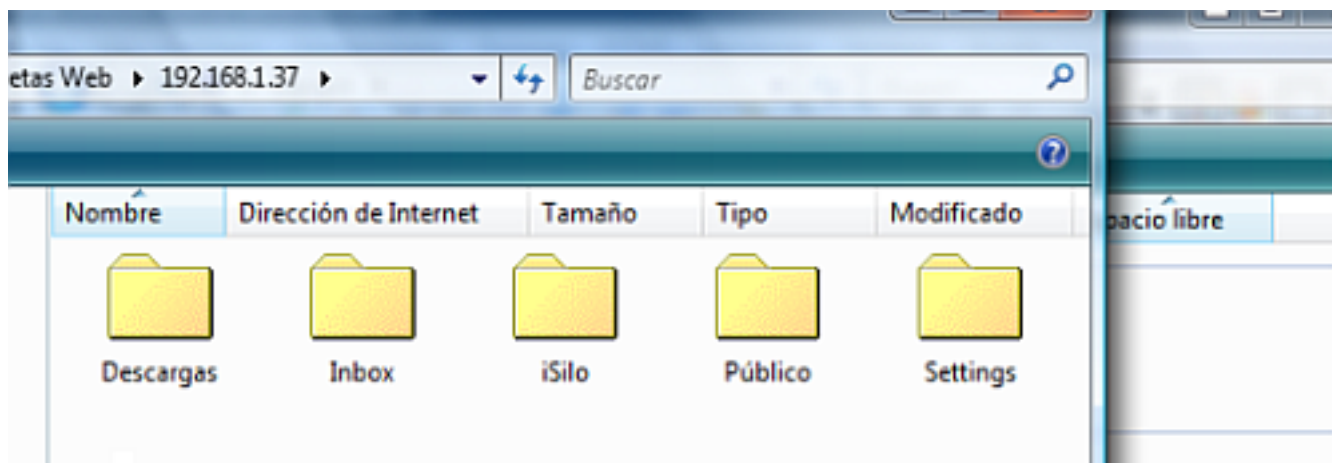 etas Web ▸ 192.168.1.37 ▸ Buscar
Nombre Dirección de Internet Tamaño Tipo Modificado pacio libre
Descargas Inbox iSilo Público Settings